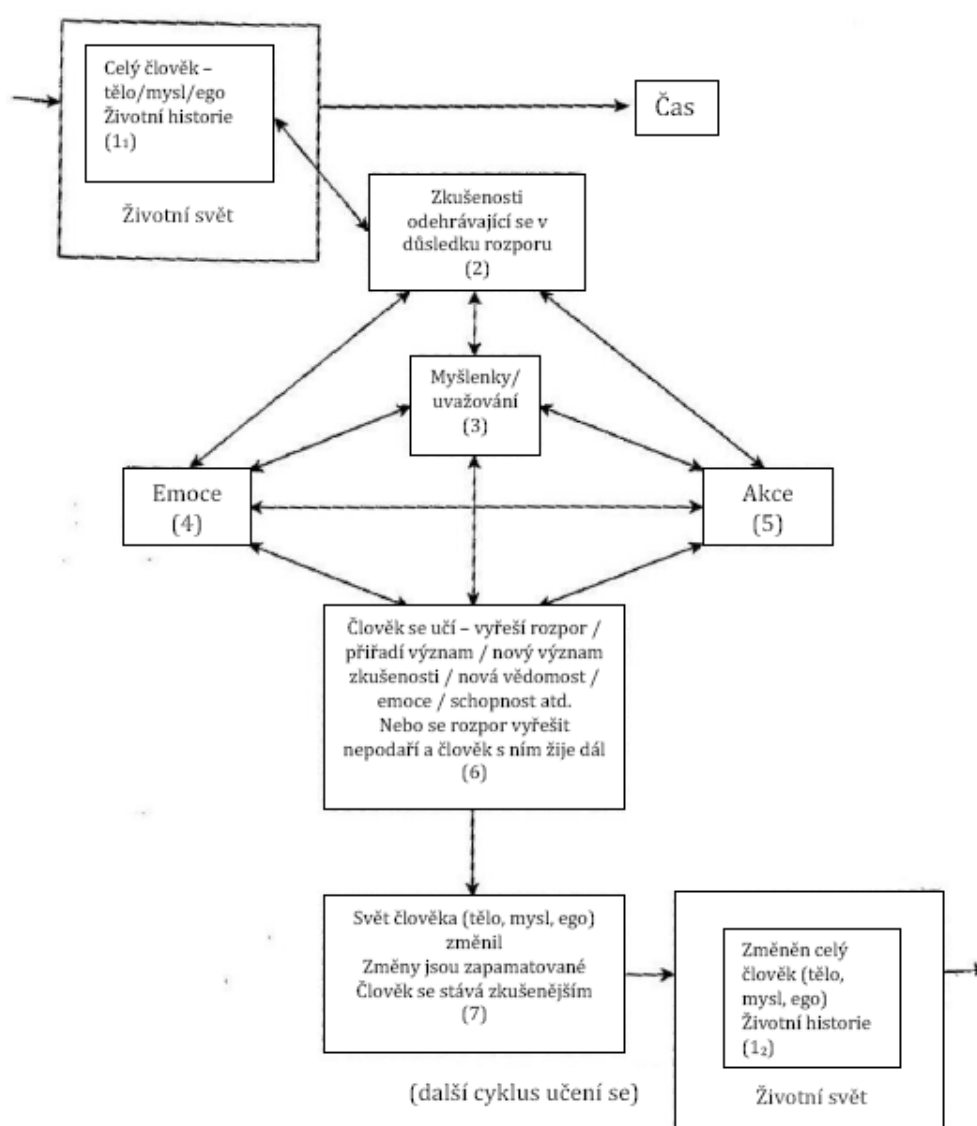 Celý člověk –
tělo/mysl/ego
Životní historie
(1₁)
Životní svět
Čas
Zkušenosti
odehrávající se v
důsledku rozporu
(2)
Myšlenky/
uvažování
(3)
Emoce
(4)
Akce
(5)
Člověk se učí – vyřeší rozpor /
přiřadí význam / nový význam
zkušenosti / nová vědomost /
emoce / schopnost atd.
Nebo se rozpor vyřešit
nepodaří a člověk s ním žije dál
(6)
Svět člověka (tělo, mysl, ego)
změnil
Změny jsou zapamatované
Člověk se stává zkušenějším
(7)
Změněn celý
člověk (tělo,
mysl, ego)
Životní historie
(1₂)
Životní svět
(další cyklus učení se)